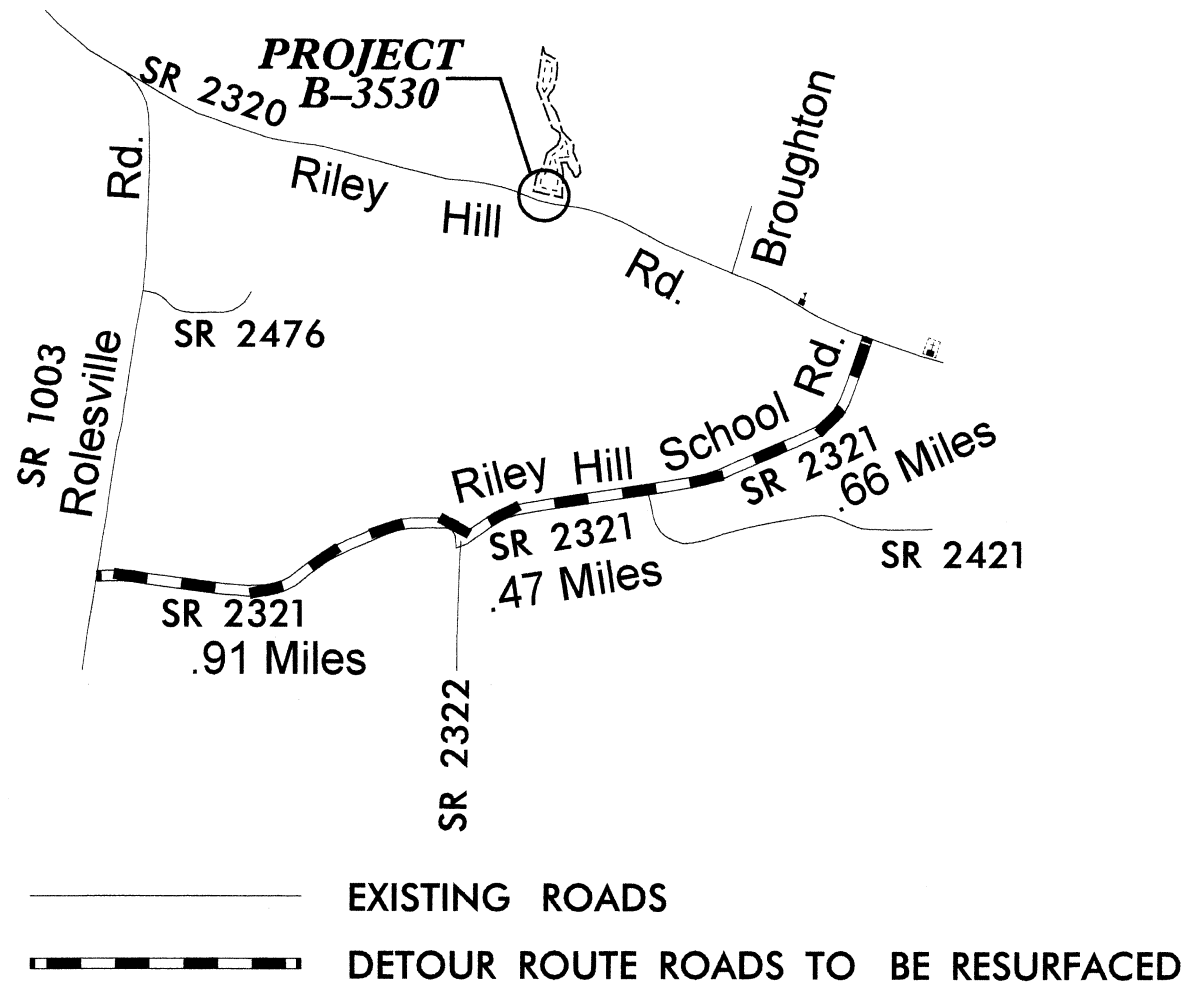 PROJECT
B–3530
SR 2320
Riley Hill Rd.
Broughton
Rd.
SR 2476
SR 1003
Rolesville
Riley Hill School Rd.
SR 2321
.66 Miles
SR 2321
.47 Miles
SR 2421
SR 2321
.91 Miles
SR 2322
EXISTING ROADS
DETOUR ROUTE ROADS TO BE RESURFACED